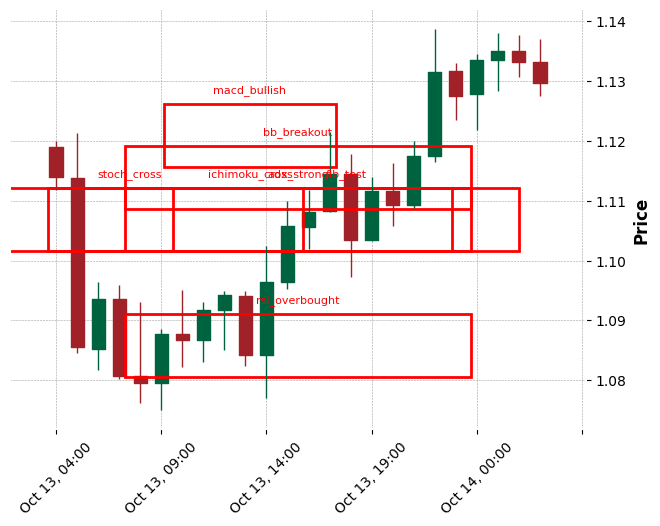 1.14
macd_bullish
1.13
bb_breakout
1.12
stoch_cross
1.11
1.10
Price
rsi_overbought
1.09
1.08
Oct 13, 04:00
Oct 13, 09:00
Oct 13, 14:00
Oct 13, 19:00
Oct 14, 00:00